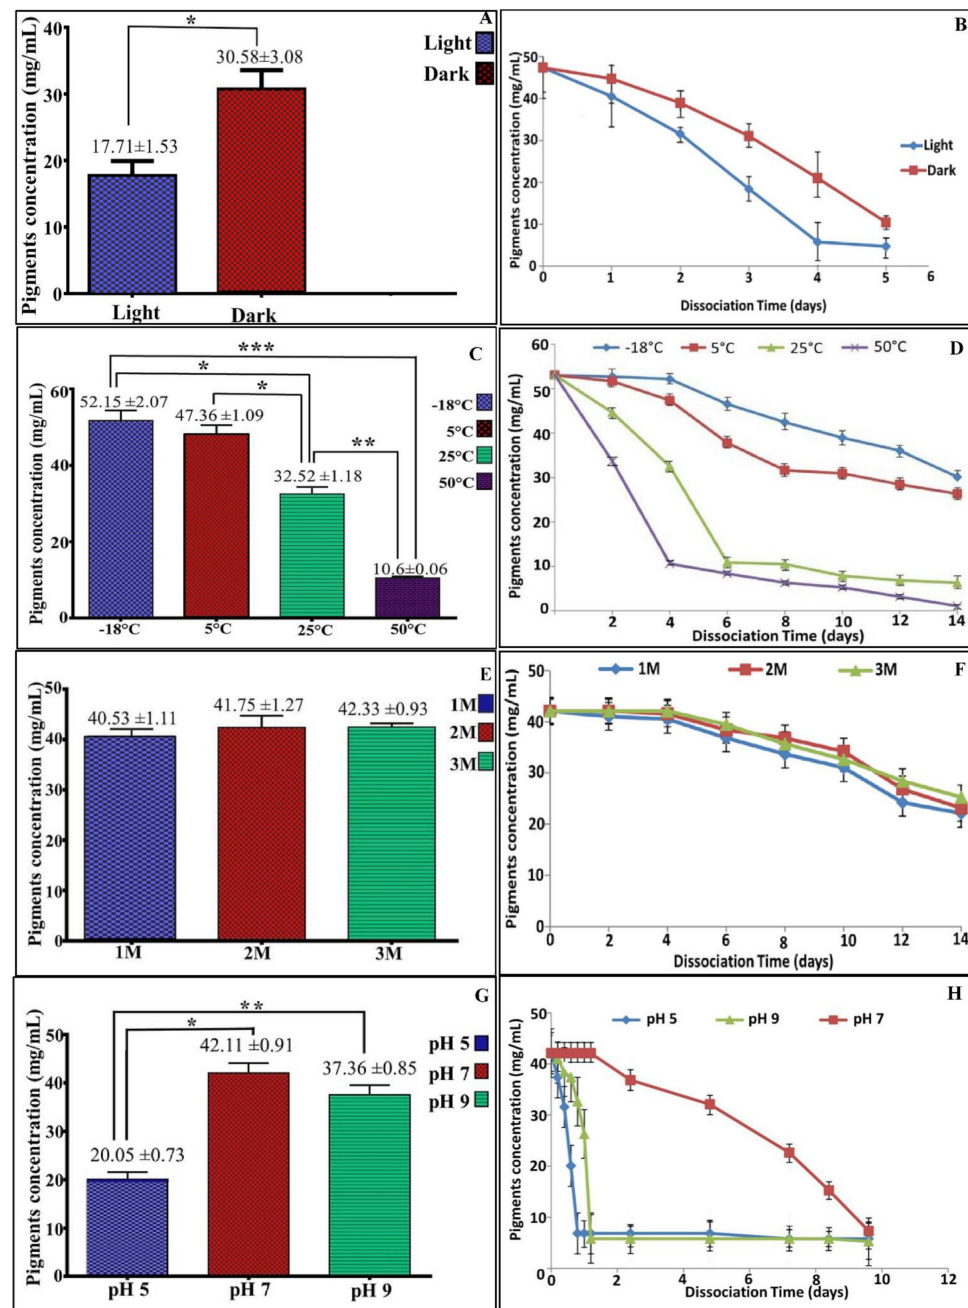 A
Pigments concentration (mg/mL)
40
30
20
10
0
*
17.71±1.53
30.58±3.08
Light
Dark
Light
Dark
B
Pigments concentration (mg/mL)
50
40
30
20
10
0
0 1 2 3 4 5 6
Dissociation Time (days)
Light
Dark
C
Pigments concentration (mg/mL)
60
40
20
0
***
*
*
**
52.15±2.07
47.36±1.09
32.52 ±1.18
10.6±0.06
-18°C
5°C
25°C
50°C
-18°C 5°C 25°C 50°C
D
-18°C 5°C 25°C 50°C
Pigments concentration (mg/mL)
60
50
40
30
20
10
0
2 4 6 8 10 12 14
Dissociation Time (days)
E
Pigments concentration (mg/mL)
50
40
30
20
10
0
40.53 ±1.11
41.75 ±1.27
42.33 ±0.93
1M
2M
3M
1M 2M 3M
F
1M 2M 3M
Pigments concentration (mg/mL)
50
40
30
20
10
0
0 2 4 6 8 10 12 14
Dissociation Time (days)
G
Pigments concentration (mg/mL)
50
40
30
20
10
0
**
*
20.05 ±0.73
42.11 ±0.91
37.36 ±0.85
pH 5
pH 7
pH 9
pH 5 pH 7 pH 9
H
pH 5 pH 9 pH 7
Pigments concentration (mg/mL)
50
40
30
20
10
0
0 2 4 6 8 10 12
Dissociation Time (days)